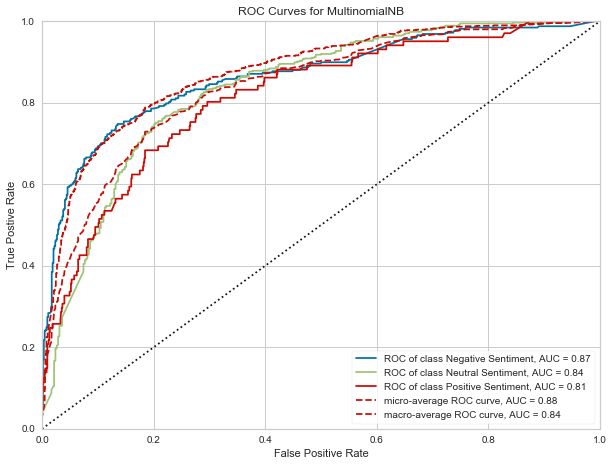 ROC Curves for MultinomialNB
True Postive Rate
1.0
0.8
0.6
0.4
0.2
0.0
0.0 0.2 0.4 0.6 0.8 1.0
False Positive Rate
ROC of class Negative Sentiment, AUC = 0.87
ROC of class Neutral Sentiment, AUC = 0.84
ROC of class Positive Sentiment, AUC = 0.81
micro-average ROC curve, AUC = 0.88
macro-average ROC curve, AUC = 0.84